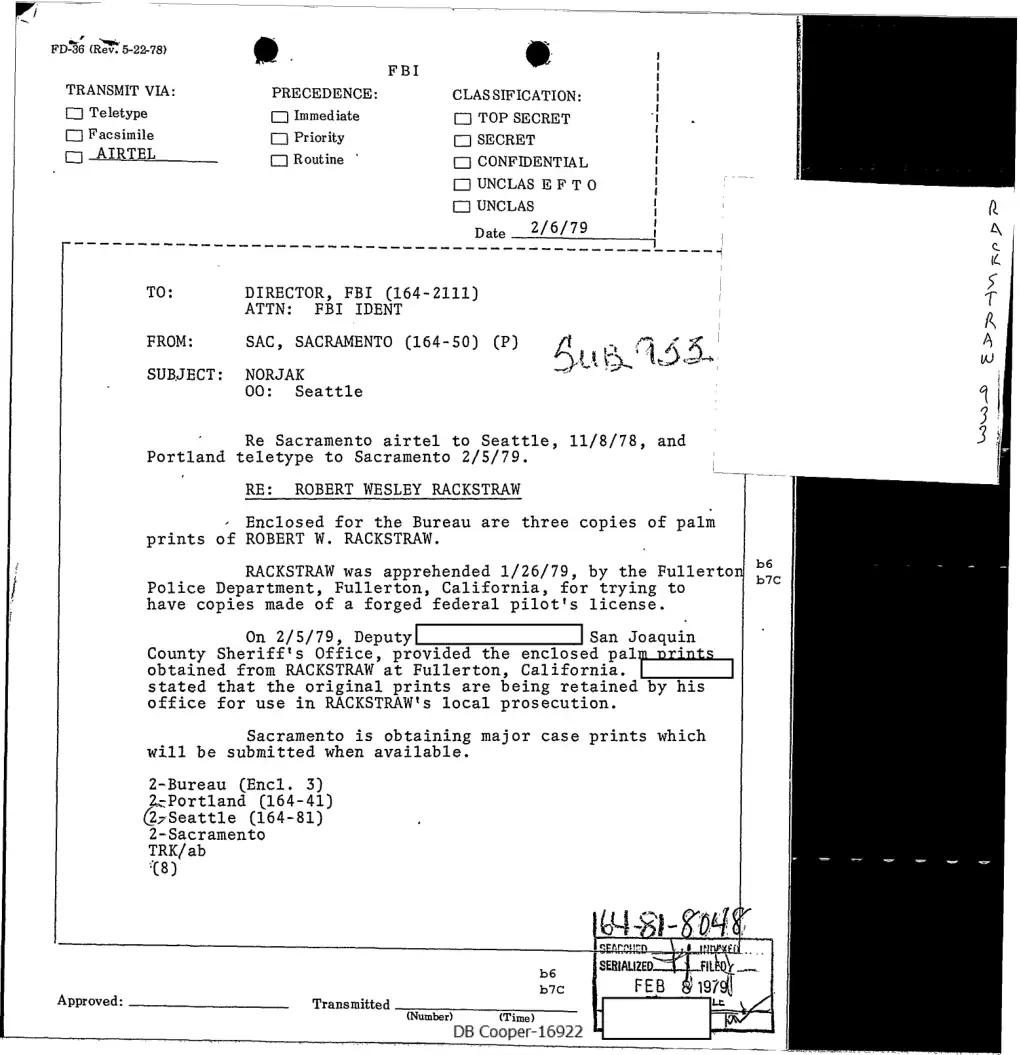 FD-36 (Rev. 5-22-78)
FBI
TRANSMIT VIA:
Teletype
Facsimile
AIRTEL
PRECEDENCE:
Immediate
Priority
Routine
CLASSIFICATION:
TOP SECRET
SECRET
CONFIDENTIAL
UNCLAS E F T O
UNCLAS
Date 2/6/79
RACKSTRAW 933
TO: DIRECTOR, FBI (164-2111)
ATTN: FBI IDENT
FROM: SAC, SACRAMENTO (164-50) (P)
SUBJECT: NORJAK
OO: Seattle
Re Sacramento airtel to Seattle, 11/8/78, and
Portland teletype to Sacramento 2/5/79.
RE: ROBERT WESLEY RACKSTRAW
Enclosed for the Bureau are three copies of palm
prints of ROBERT W. RACKSTRAW.
RACKSTRAW was apprehended 1/26/79, by the Fullerton
Police Department, Fullerton, California, for trying to
have copies made of a forged federal pilot's license.
b6
b7C
On 2/5/79, Deputy San Joaquin
County Sheriff's Office, provided the enclosed palm prints
obtained from RACKSTRAW at Fullerton, California.
stated that the original prints are being retained by his
office for use in RACKSTRAW's local prosecution.
Sacramento is obtaining major case prints which
will be submitted when available.
2-Bureau (Encl. 3)
2-Portland (164-41)
2-Seattle (164-81)
2-Sacramento
TRK/ab
(8)
164-81-8048
SEARCHED INDEXED
SERIALIZED FILED
FEB 8 1979
b6
b7C
Approved: Transmitted
(Number) (Time)
DB Cooper-16922